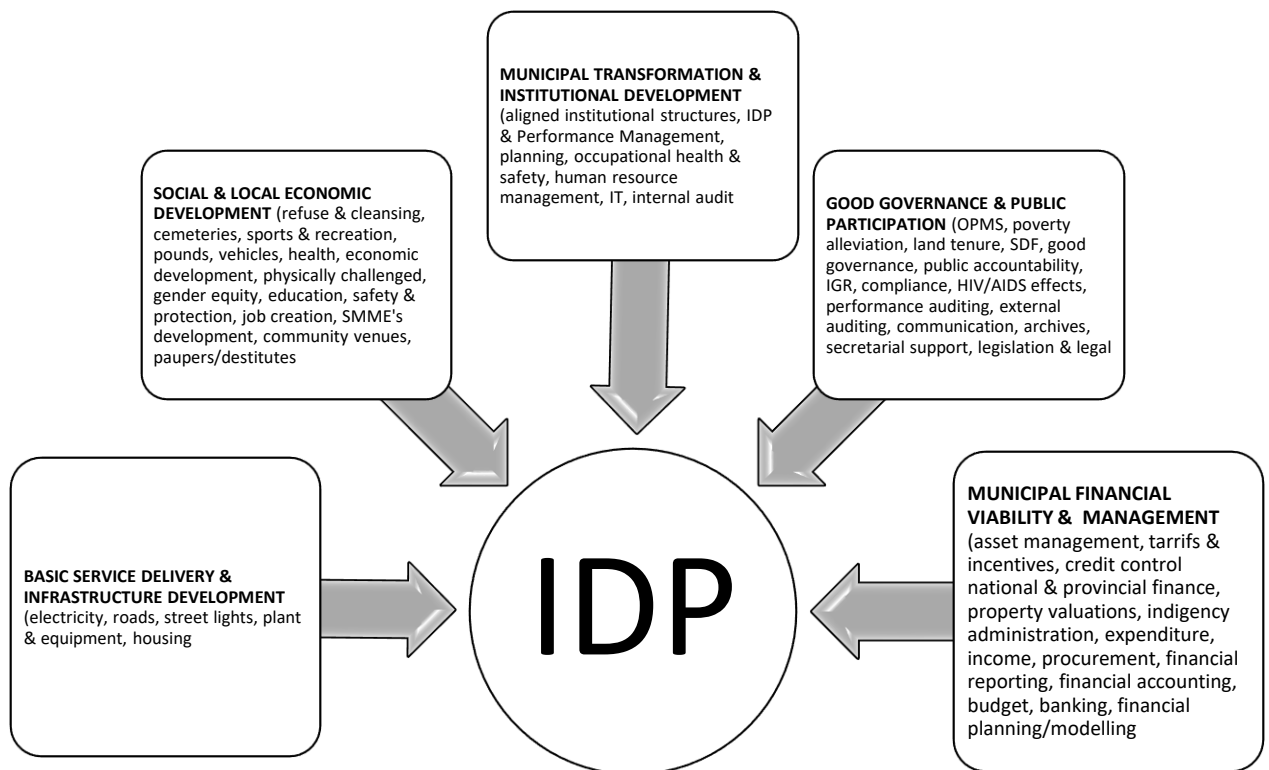 MUNICIPAL TRANSFORMATION &
INSTITUTIONAL DEVELOPMENT
(aligned institutional structures, IDP
& Performance Management,
planning, occupational health &
safety, human resource
management, IT, internal audit
SOCIAL & LOCAL ECONOMIC
DEVELOPMENT (refuse & cleansing,
cemeteries, sports & recreation,
pounds, vehicles, health, economic
development, physically challenged,
gender equity, education, safety &
protection, job creation, SMME's
development, community venues,
paupers/destitutes
GOOD GOVERNANCE & PUBLIC
PARTICIPATION (OPMS, poverty
alleviation, land tenure, SDF, good
governance, public accountability,
IGR, compliance, HIV/AIDS effects,
performance auditing, external
auditing, communication, archives,
secretarial support, legislation & legal
BASIC SERVICE DELIVERY &
INFRASTRUCTURE DEVELOPMENT
(electricity, roads, street lights, plant
& equipment, housing
IDP
MUNICIPAL FINANCIAL
VIABILITY & MANAGEMENT
(asset management, tarrifs &
incentives, credit control
national & provincial finance,
property valuations, indigency
administration, expenditure,
income, procurement, financial
reporting, financial accounting,
budget, banking, financial
planning/modelling